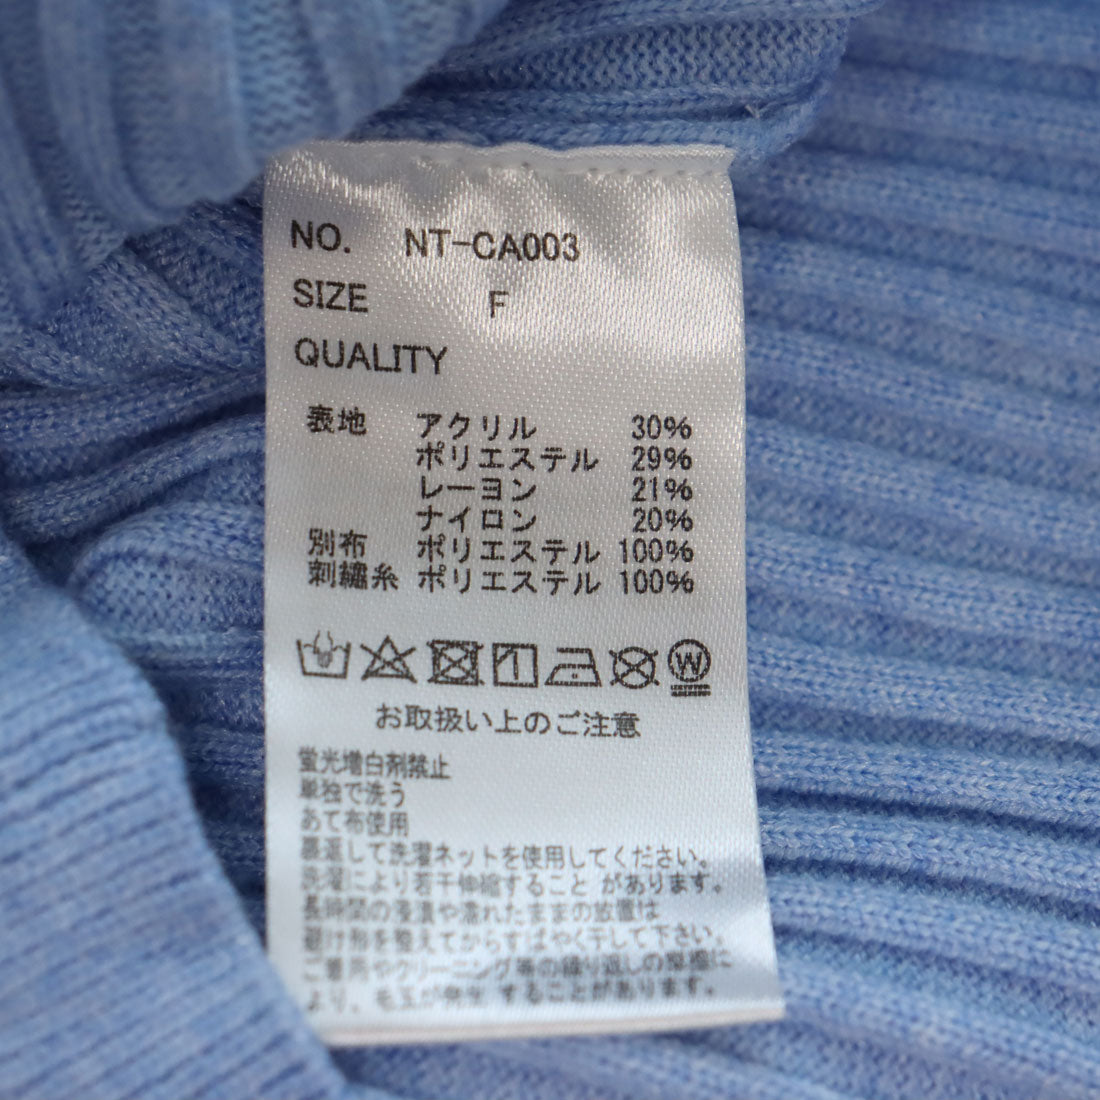 NO. NT-CA003
SIZE F
QUALITY
表地 アクリル 30%
ポリエステル 29%
レーヨン 21%
ナイロン 20%
別布 ポリエステル 100%
刺繡糸 ポリエステル 100%
W
お取扱い上のご注意
蛍光増白剤禁止
単独で洗う
あて布使用
裏返して洗濯ネットを使用してください。
洗濯により若干伸縮すること があります。
長時間の浸漬や濡れたままの放置は
避け形を整えてからすばやく干して下さい。
ご着用やクリーニング等の繰り返しの摩擦に
より、毛玉が発生 することがあります。